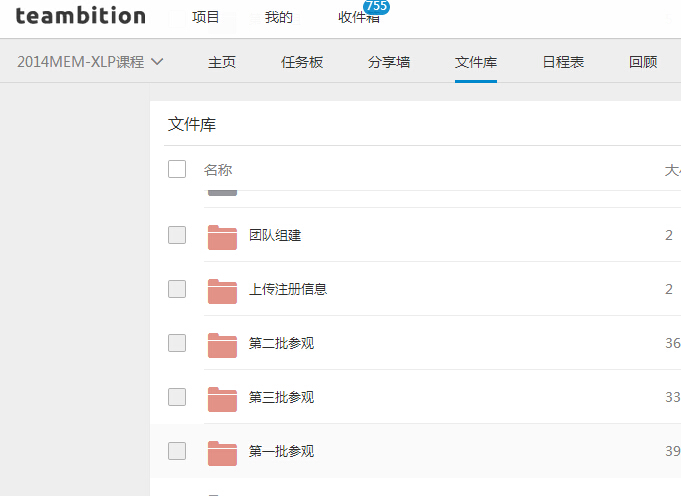 teambition 项目 我的 收件箱 755
2014MEM-XLP课程 主页 任务板 分享墙 文件库 日程表 回顾
文件库
名称
团队组建 2
上传注册信息 2
第二批参观 36
第三批参观 33
第一批参观 39